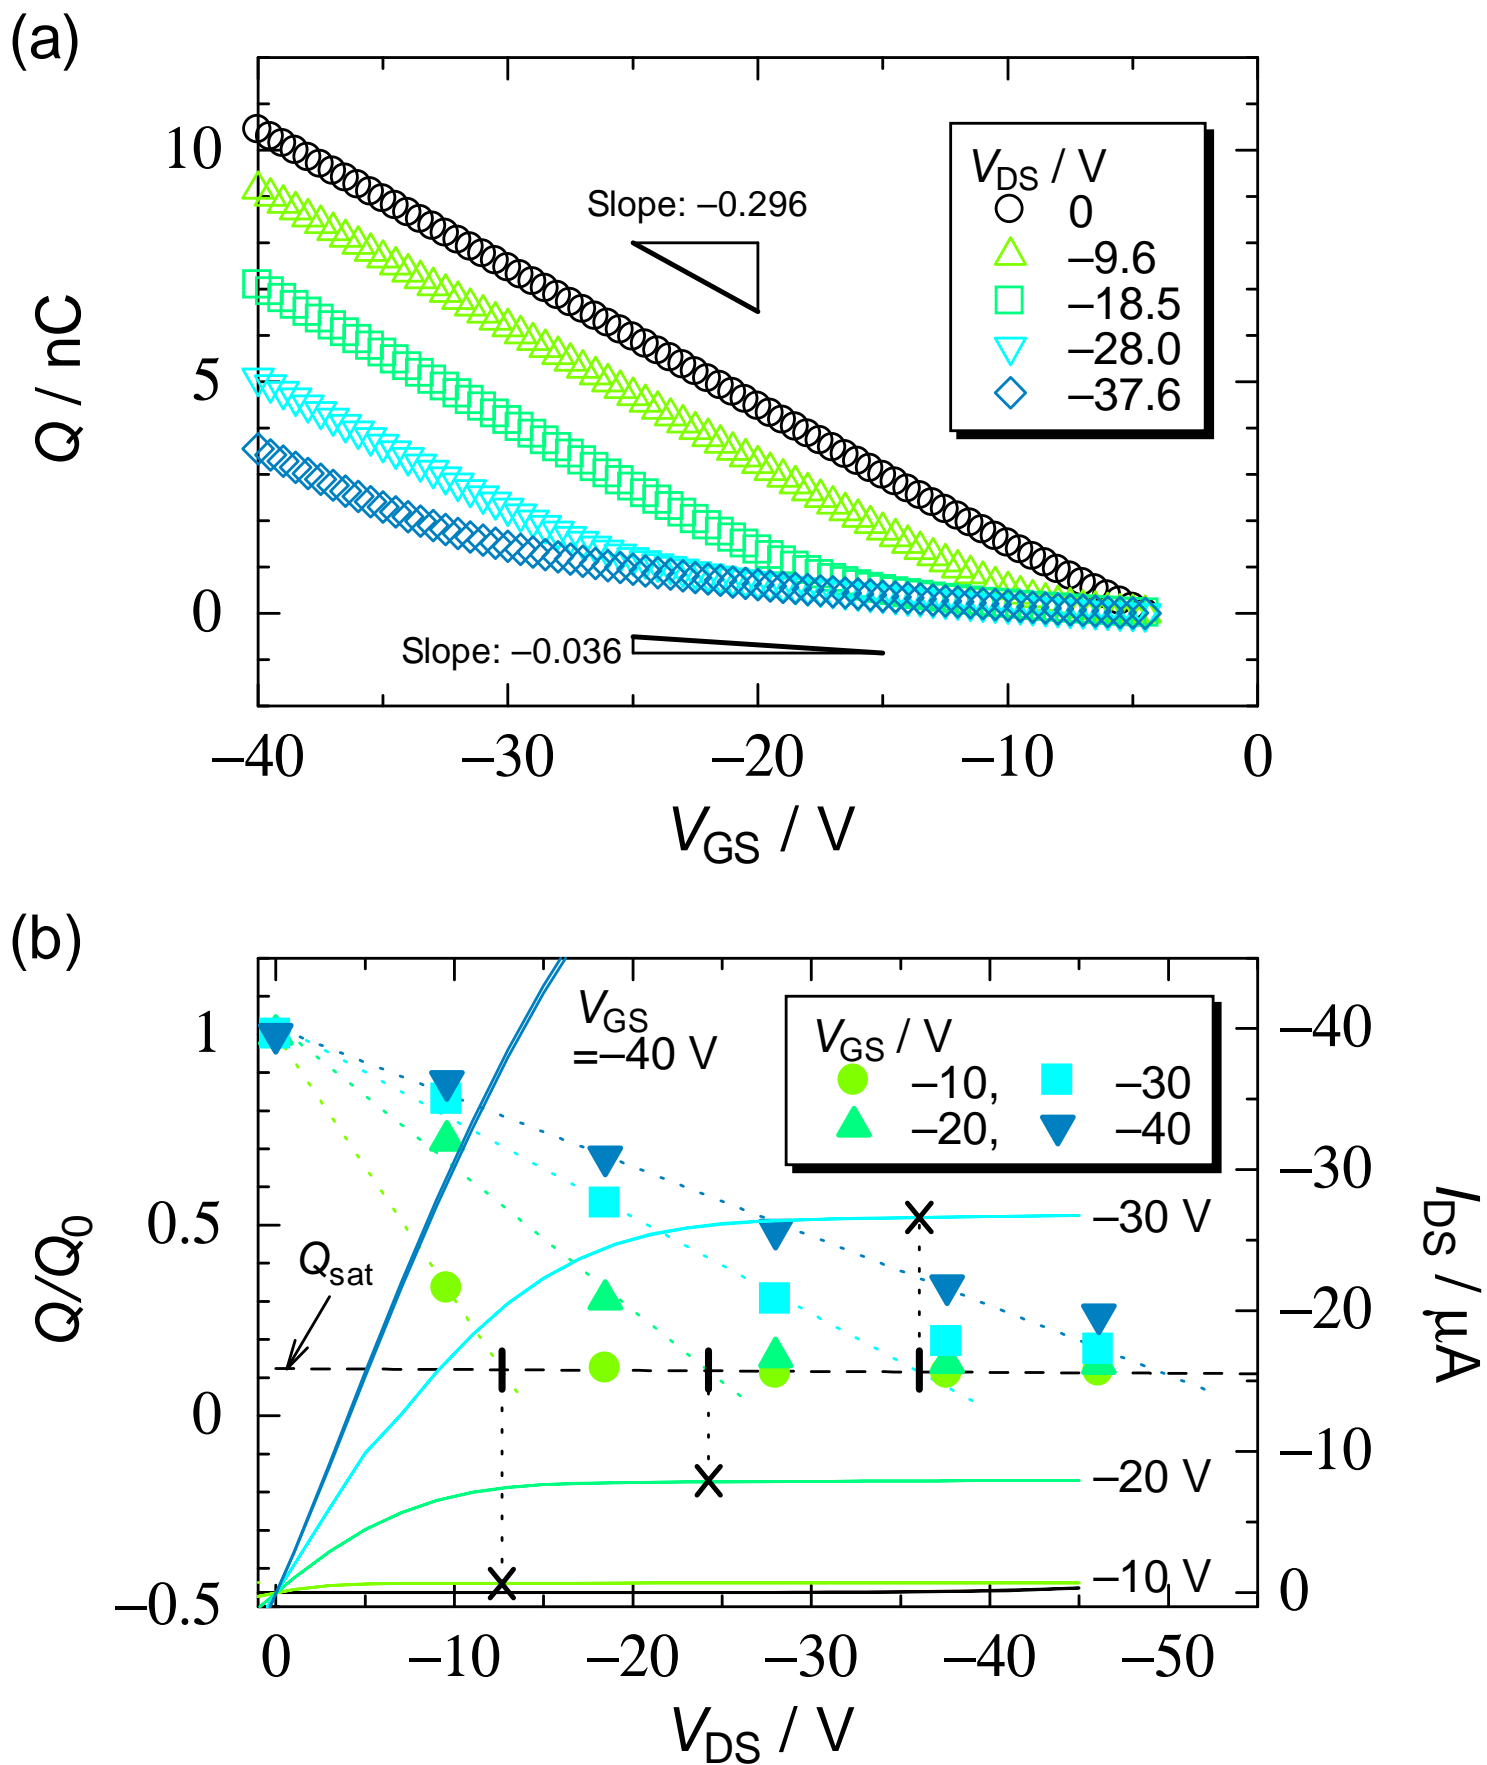 (a)
10
5
0
Q / nC
Slope: –0.296
Slope: –0.036
V_DS / V
0
–9.6
–18.5
–28.0
–37.6
–40
–30
–20
–10
0
V_GS / V
(b)
1
0.5
0
–0.5
Q/Q_0
Q_sat
V_GS
=–40 V
V_GS / V
–10, –30
–20, –40
–30 V
–20 V
–10 V
–40
–30
–20
–10
0
I_DS / μA
0
–10
–20
–30
–40
–50
V_DS / V